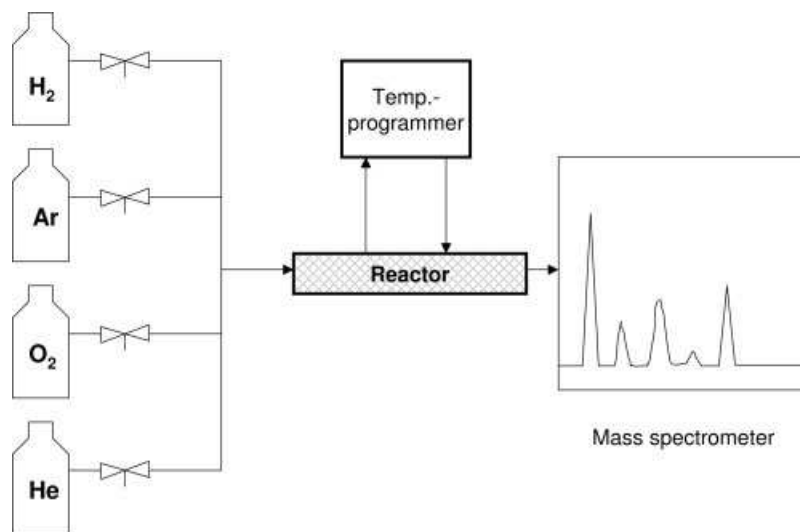 H₂
Temp.-
programmer
Ar
Reactor
O₂
Mass spectrometer
He